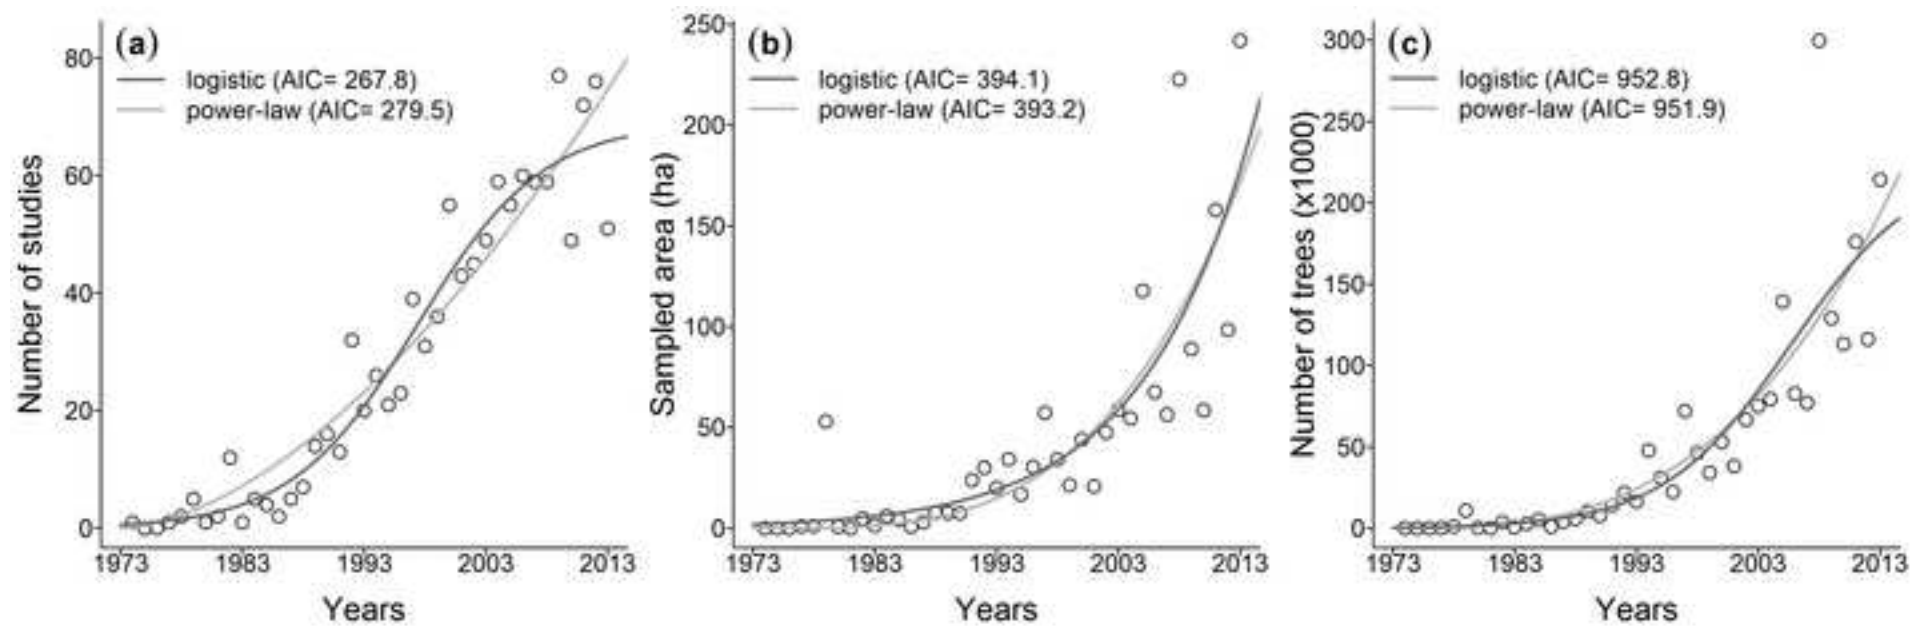 (a)
logistic (AIC= 267.8)
power-law (AIC= 279.5)
Number of studies
80
60
40
20
0
1973 1983 1993 2003 2013
Years
(b)
logistic (AIC= 394.1)
power-law (AIC= 393.2)
Sampled area (ha)
250
200
150
100
50
0
1973 1983 1993 2003 2013
Years
(c)
logistic (AIC= 952.8)
power-law (AIC= 951.9)
Number of trees (x1000)
300
250
200
150
100
50
0
1973 1983 1993 2003 2013
Years